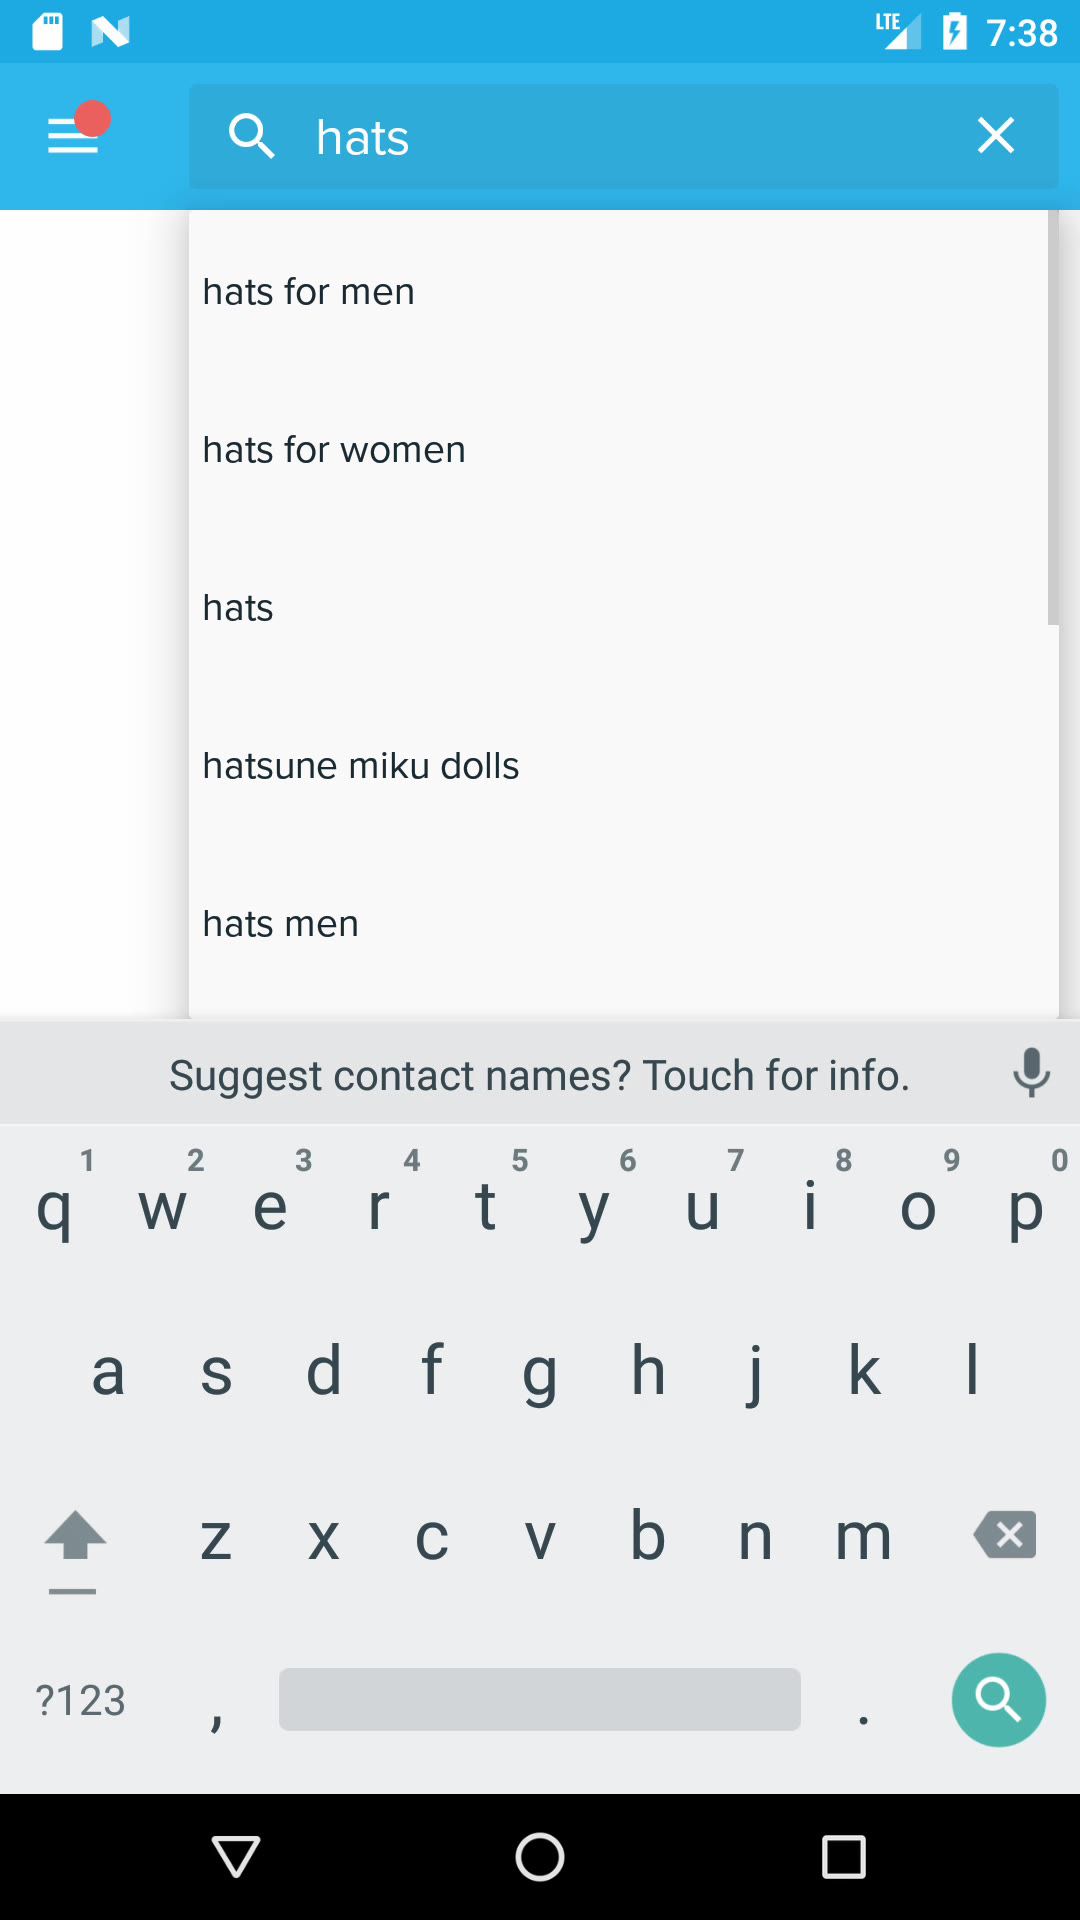 LTE 7:38
hats
hats for men
hats for women
hats
hatsune miku dolls
hats men
Suggest contact names? Touch for info.
1 2 3 4 5 6 7 8 9 0
q w e r t y u i o p
a s d f g h j k l
z x c v b n m
?123 , .